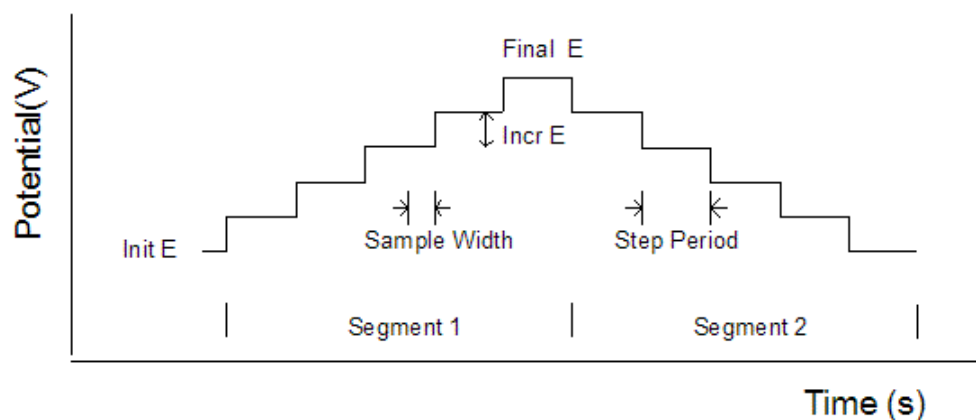 Final E
Potential(V)
Incr E
Sample Width
Step Period
Init E
Segment 1
Segment 2
Time (s)